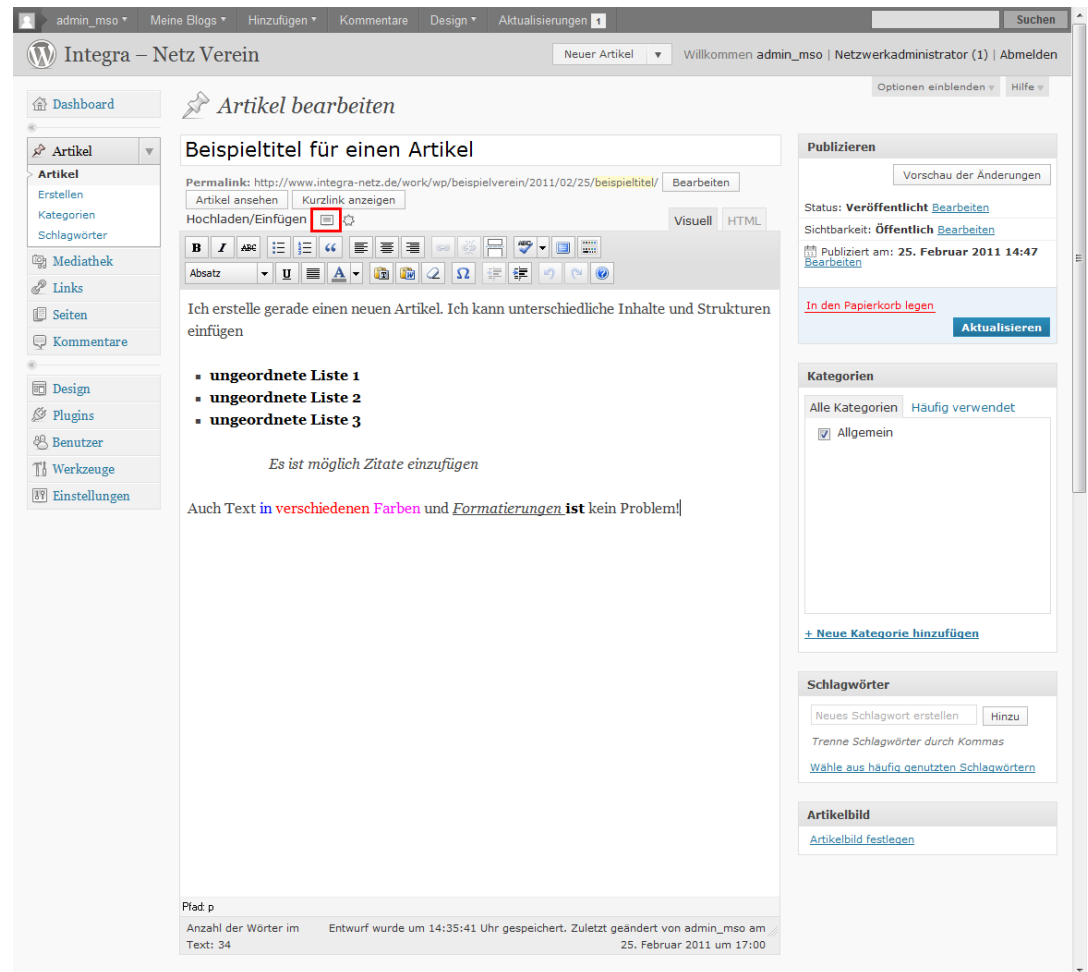 admin_mso Meine Blogs Hinzufügen Kommentare Design Aktualisierungen 1 Suchen
Integra – Netz Verein Neuer Artikel Willkommen admin_mso | Netzwerkadministrator (1) | Abmelden
Optionen einblenden Hilfe
Dashboard
Artikel
Artikel
Erstellen
Kategorien
Schlagwörter
Mediathek
Links
Seiten
Kommentare
Design
Plugins
Benutzer
Werkzeuge
Einstellungen
Artikel bearbeiten
Beispieltitel für einen Artikel
Permalink: http://www.integra-netz.de/work/wp/beispielverein/2011/02/25/beispieltitel/ Bearbeiten
Artikel ansehen Kurzlink anzeigen
Hochladen/Einfügen Visuell HTML
B I ABC ABC
Absatz U A T W Ω
Ich erstelle gerade einen neuen Artikel. Ich kann unterschiedliche Inhalte und Strukturen
einfügen
ungeordnete Liste 1
ungeordnete Liste 2
ungeordnete Liste 3
Es ist möglich Zitate einzufügen
Auch Text in verschiedenen Farben und Formatierungen ist kein Problem!
Pfad: p
Anzahl der Wörter im
Text: 34
Entwurf wurde um 14:35:41 Uhr gespeichert. Zuletzt geändert von admin_mso am
25. Februar 2011 um 17:00
Publizieren
Vorschau der Änderungen
Status: Veröffentlicht Bearbeiten
Sichtbarkeit: Öffentlich Bearbeiten
Publiziert am: 25. Februar 2011 14:47
Bearbeiten
In den Papierkorb legen
Aktualisieren
Kategorien
Alle Kategorien Häufig verwendet
Allgemein
+ Neue Kategorie hinzufügen
Schlagwörter
Neues Schlagwort erstellen Hinzu
Trenne Schlagwörter durch Kommas
Wähle aus häufig genutzten Schlagwörtern
Artikelbild
Artikelbild festlegen